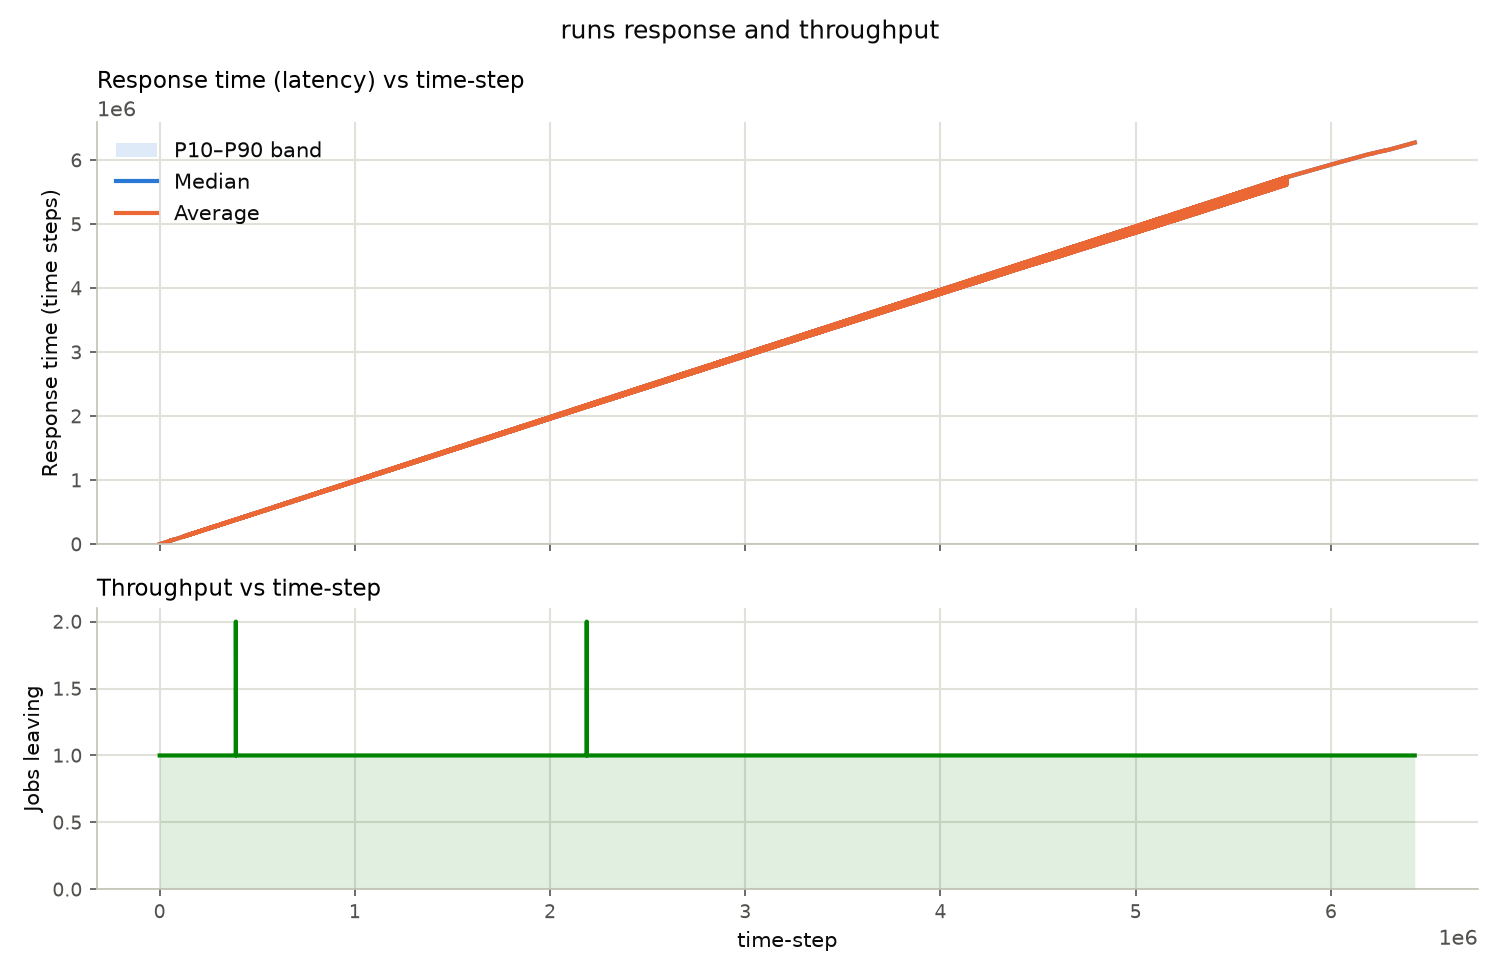 runs response and throughput
Response time (latency) vs time-step
1e6
P10–P90 band
Median
Average
Response time (time steps)
6
5
4
3
2
1
0
Throughput vs time-step
Jobs leaving
2.0
1.5
1.0
0.5
0.0
0 1 2 3 4 5 6
time-step
1e6